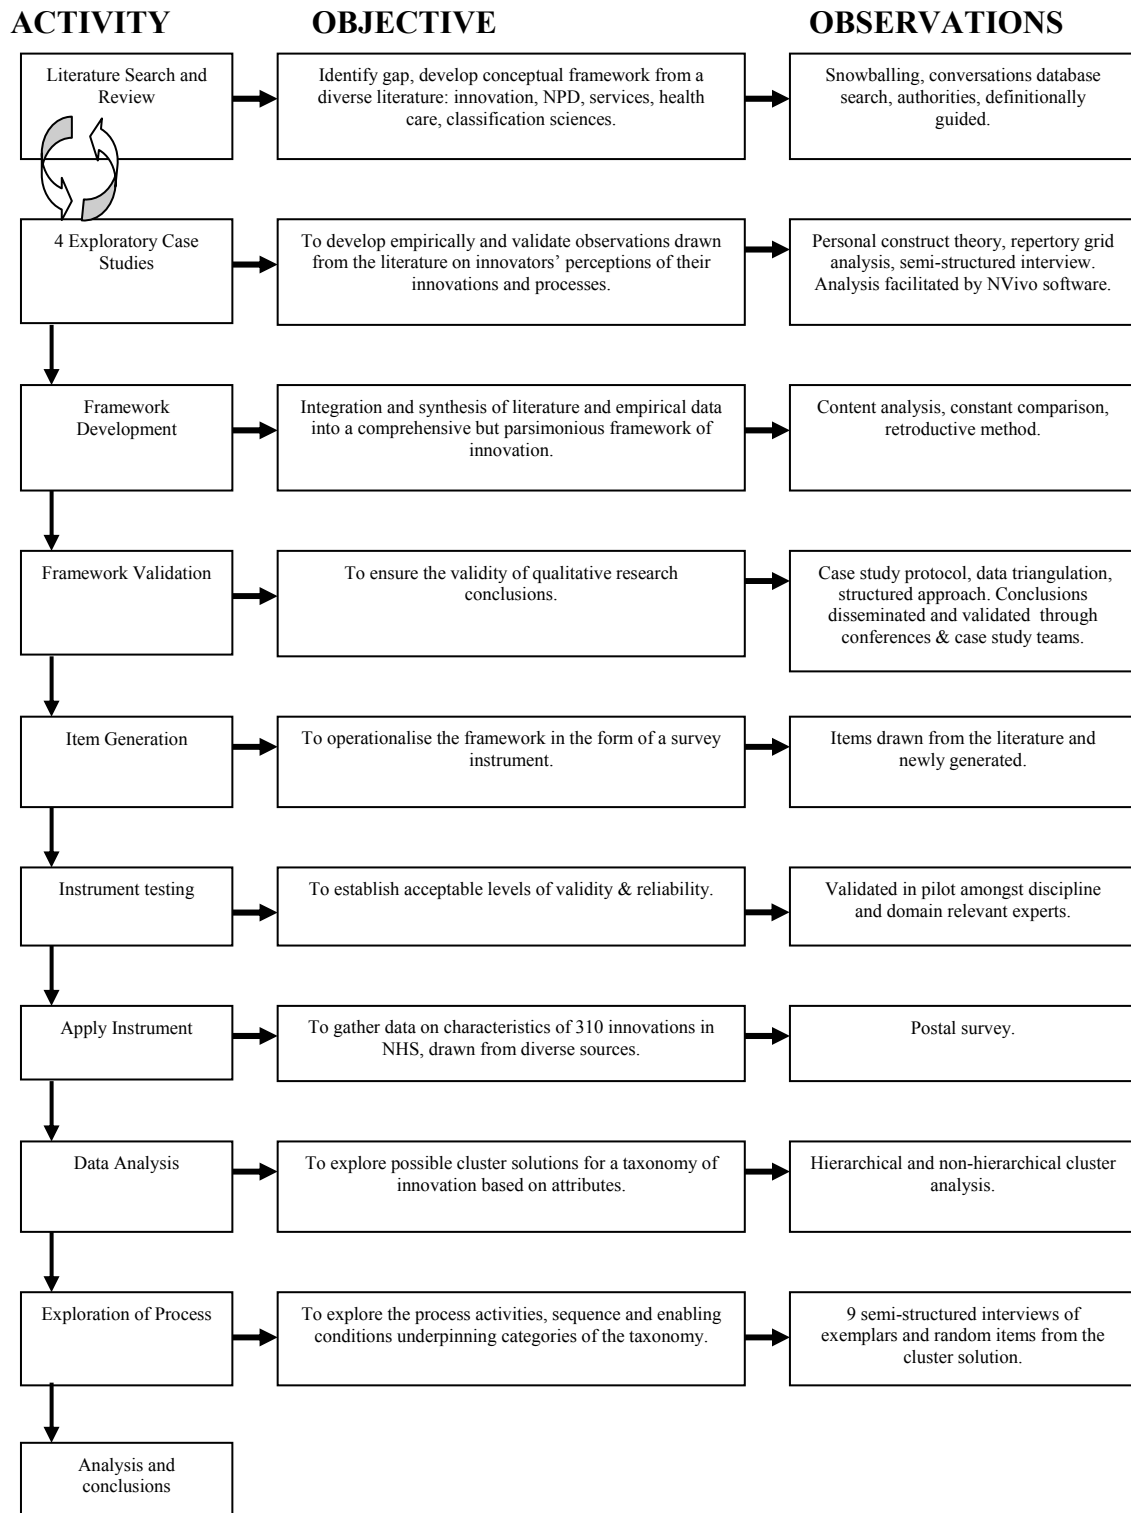 ACTIVITY OBJECTIVE OBSERVATIONS
Literature Search and
Review
Identify gap, develop conceptual framework from a
diverse literature: innovation, NPD, services, health
care, classification sciences.
Snowballing, conversations database
search, authorities, definitionally
guided.
4 Exploratory Case
Studies
To develop empirically and validate observations drawn
from the literature on innovators’ perceptions of their
innovations and processes.
Personal construct theory, repertory grid
analysis, semi-structured interview.
Analysis facilitated by NVivo software.
Framework
Development
Integration and synthesis of literature and empirical data
into a comprehensive but parsimonious framework of
innovation.
Content analysis, constant comparison,
retroductive method.
Framework Validation
To ensure the validity of qualitative research
conclusions.
Case study protocol, data triangulation,
structured approach. Conclusions
disseminated and validated through
conferences & case study teams.
Item Generation
To operationalise the framework in the form of a survey
instrument.
Items drawn from the literature and
newly generated.
Instrument testing
To establish acceptable levels of validity & reliability.
Validated in pilot amongst discipline
and domain relevant experts.
Apply Instrument
To gather data on characteristics of 310 innovations in
NHS, drawn from diverse sources.
Postal survey.
Data Analysis
To explore possible cluster solutions for a taxonomy of
innovation based on attributes.
Hierarchical and non-hierarchical cluster
analysis.
Exploration of Process
To explore the process activities, sequence and enabling
conditions underpinning categories of the taxonomy.
9 semi-structured interviews of
exemplars and random items from the
cluster solution.
Analysis and
conclusions